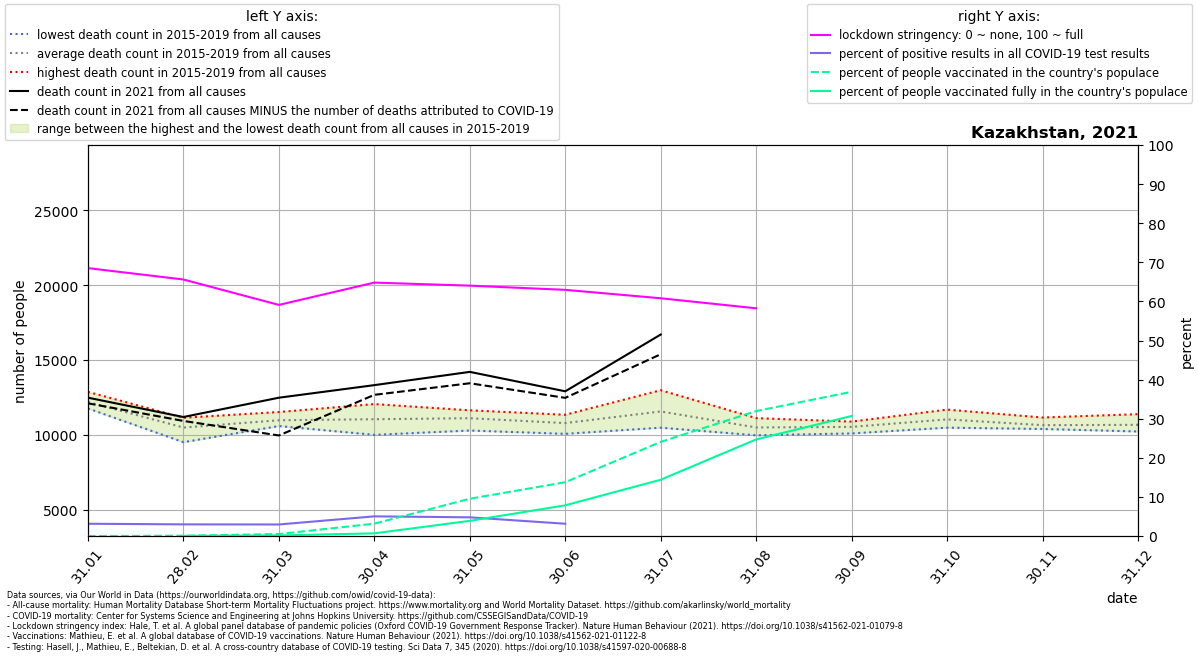 left Y axis:
lowest death count in 2015-2019 from all causes
average death count in 2015-2019 from all causes
highest death count in 2015-2019 from all causes
death count in 2021 from all causes
death count in 2021 from all causes MINUS the number of deaths attributed to COVID-19
range between the highest and the lowest death count from all causes in 2015-2019
right Y axis:
lockdown stringency: 0 ~ none, 100 ~ full
percent of positive results in all COVID-19 test results
percent of people vaccinated in the country's populace
percent of people vaccinated fully in the country's populace
Kazakhstan, 2021
number of people
25000
20000
15000
10000
5000
100
90
80
70
60
50
40
30
20
10
0
percent
31.01
28.02
31.03
30.04
31.05
30.06
31.07
31.08
30.09
31.10
30.11
31.12
date
Data sources, via Our World in Data (https://ourworldindata.org, https://github.com/owid/covid-19-data):
- All-cause mortality: Human Mortality Database Short-term Mortality Fluctuations project. https://www.mortality.org and World Mortality Dataset. https://github.com/akarlinsky/world_mortality
- COVID-19 mortality: Center for Systems Science and Engineering at Johns Hopkins University. https://github.com/CSSEGISandData/COVID-19
- Lockdown stringency index: Hale, T. et al. A global panel database of pandemic policies (Oxford COVID-19 Government Response Tracker). Nature Human Behaviour (2021). https://doi.org/10.1038/s41562-021-01079-8
- Vaccinations: Mathieu, E. et al. A global database of COVID-19 vaccinations. Nature Human Behaviour (2021). https://doi.org/10.1038/s41562-021-01122-8
- Testing: Hasell, J., Mathieu, E., Beltekian, D. et al. A cross-country database of COVID-19 testing. Sci Data 7, 345 (2020). https://doi.org/10.1038/s41597-020-00688-8